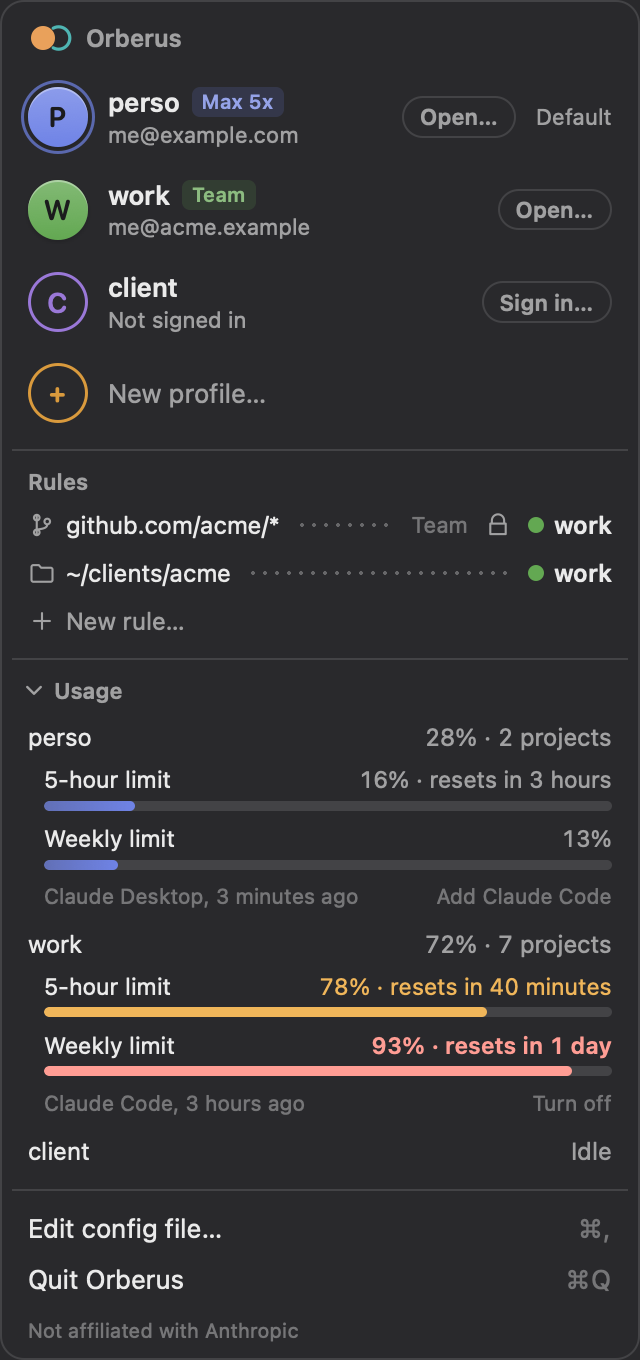 Orberus
P perso Max 5x Open... Default
me@example.com
W work Team Open...
me@acme.example
C client Sign in...
Not signed in
+ New profile...
Rules
github.com/acme/* Team work
~/clients/acme work
+ New rule...
Usage
perso 28% · 2 projects
5-hour limit 16% · resets in 3 hours
Weekly limit 13%
Claude Desktop, 3 minutes ago Add Claude Code
work 72% · 7 projects
5-hour limit 78% · resets in 40 minutes
Weekly limit 93% · resets in 1 day
Claude Code, 3 hours ago Turn off
client Idle
Edit config file... ⌘,
Quit Orberus ⌘Q
Not affiliated with Anthropic